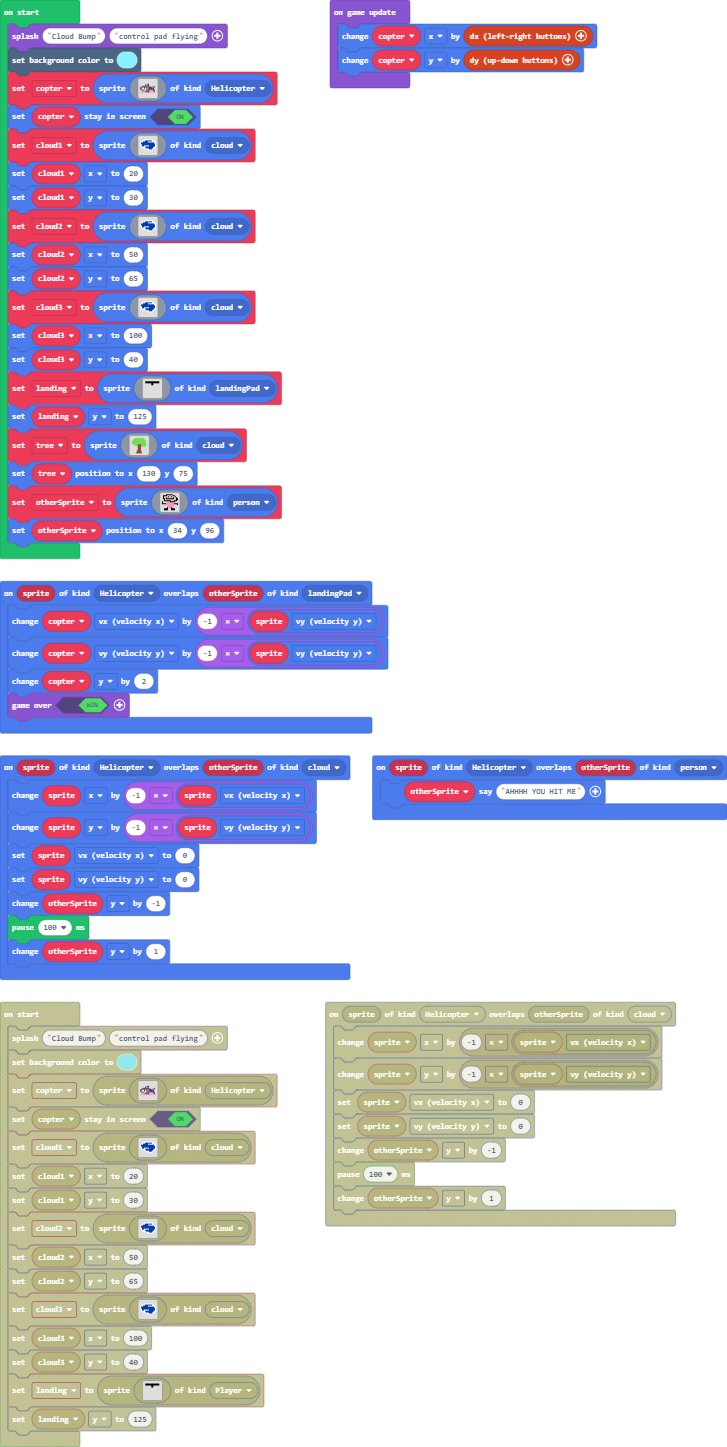 on start
splash "Cloud Bump" "control pad flying"
set background color to
set copter to sprite of kind Helicopter
set copter stay in screen ON
set cloud1 to sprite of kind cloud
set cloud1 x to 20
set cloud1 y to 30
set cloud2 to sprite of kind cloud
set cloud2 x to 50
set cloud2 y to 65
set cloud3 to sprite of kind cloud
set cloud3 x to 100
set cloud3 y to 40
set landing to sprite of kind landingPad
set landing y to 125
set tree to sprite of kind cloud
set tree position to x 130 y 75
set otherSprite to sprite of kind person
set otherSprite position to x 34 y 96
on game update
change copter x by dx (left-right buttons)
change copter y by dy (up-down buttons)
on sprite of kind Helicopter overlaps otherSprite of kind landingPad
change copter vx (velocity x) by -1 × sprite vy (velocity y)
change copter vy (velocity y) by -1 × sprite vy (velocity y)
change copter y by 2
game over WIN
on sprite of kind Helicopter overlaps otherSprite of kind cloud
change sprite x by -1 × sprite vx (velocity x)
change sprite y by -1 × sprite vy (velocity y)
set sprite vx (velocity x) to 0
set sprite vy (velocity y) to 0
change otherSprite y by -1
pause 100 ms
change otherSprite y by 1
on sprite of kind Helicopter overlaps otherSprite of kind person
otherSprite say "AHHHH YOU HIT ME"
on start
splash "Cloud Bump" "control pad flying"
set background color to
set copter to sprite of kind Helicopter
set copter stay in screen ON
set cloud1 to sprite of kind cloud
set cloud1 x to 20
set cloud1 y to 30
set cloud2 to sprite of kind cloud
set cloud2 x to 50
set cloud2 y to 65
set cloud3 to sprite of kind cloud
set cloud3 x to 100
set cloud3 y to 40
set landing to sprite of kind Player
set landing y to 125
on sprite of kind Helicopter overlaps otherSprite of kind cloud
change sprite x by -1 × sprite vx (velocity x)
change sprite y by -1 × sprite vy (velocity y)
set sprite vx (velocity x) to 0
set sprite vy (velocity y) to 0
change otherSprite y by -1
pause 100 ms
change otherSprite y by 1